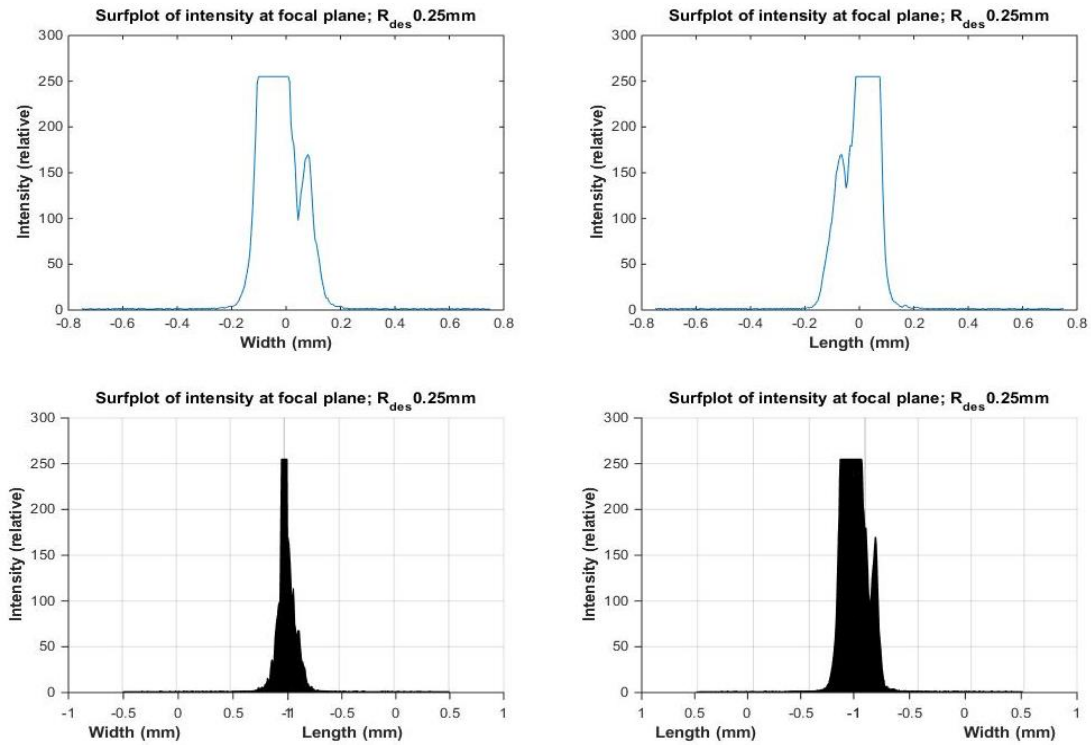 Surfplot of intensity at focal plane; R_des 0.25mm
300
250
200
150
100
50
0
Intensity (relative)
-0.8 -0.6 -0.4 -0.2 0 0.2 0.4 0.6 0.8
Width (mm)
Surfplot of intensity at focal plane; R_des 0.25mm
300
250
200
150
100
50
0
Intensity (relative)
-0.8 -0.6 -0.4 -0.2 0 0.2 0.4 0.6 0.8
Length (mm)
Surfplot of intensity at focal plane; R_des 0.25mm
300
250
200
150
100
50
0
Intensity (relative)
-1 -0.5 0 0.5 -1 1 -0.5 0 0.5 1
Width (mm) Length (mm)
Surfplot of intensity at focal plane; R_des 0.25mm
300
250
200
150
100
50
0
Intensity (relative)
1 0.5 0 -0.5 -1 -0.5 0 0.5 1
Length (mm) Width (mm)